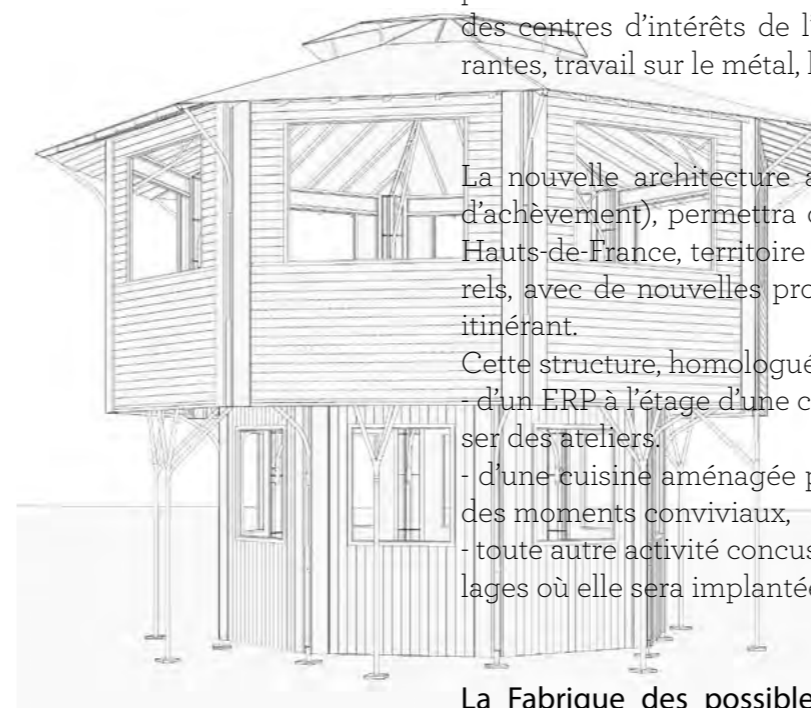 des centres d’intérêts de l’
rantes, travail sur le métal, l
La nouvelle architecture a
d’achèvement), permettra d
Hauts-de-France, territoire
rels, avec de nouvelles pro
itinérant.
Cette structure, homologué
- d’un ERP à l’étage d’une c
ser des ateliers.
- d’une cuisine aménagée p
des moments conviviaux,
- toute autre activité concus
lages où elle sera implantée
La Fabrique des possible